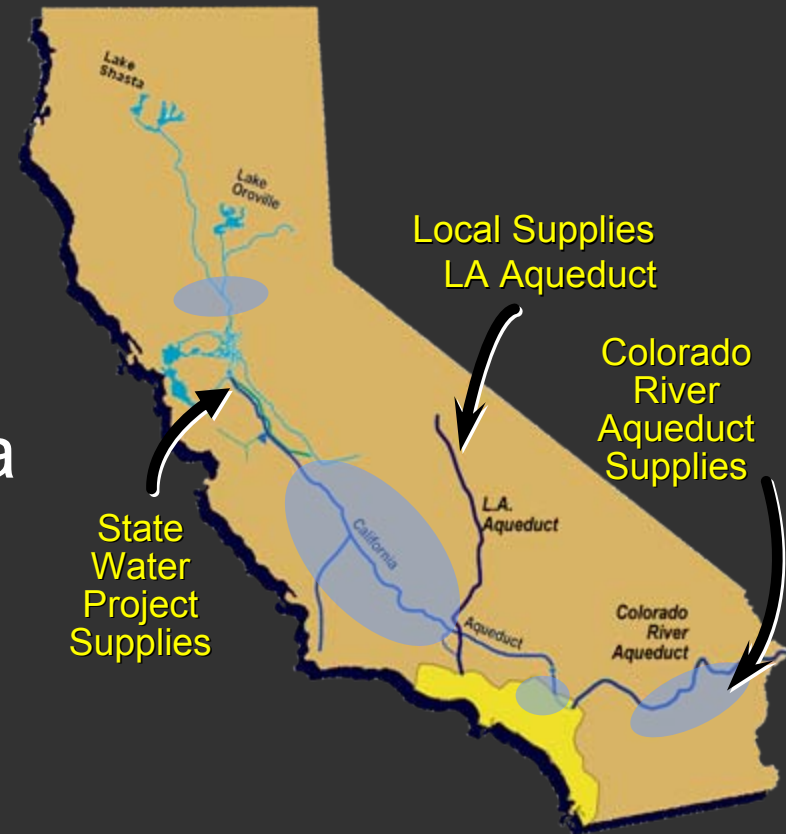 Lake
Shasta
Lake
Oroville
Local Supplies
LA Aqueduct
Colorado
River
Aqueduct
Supplies
a
State
Water
Project
Supplies
L.A.
Aqueduct
California
Aqueduct
Colorado
River
Aqueduct